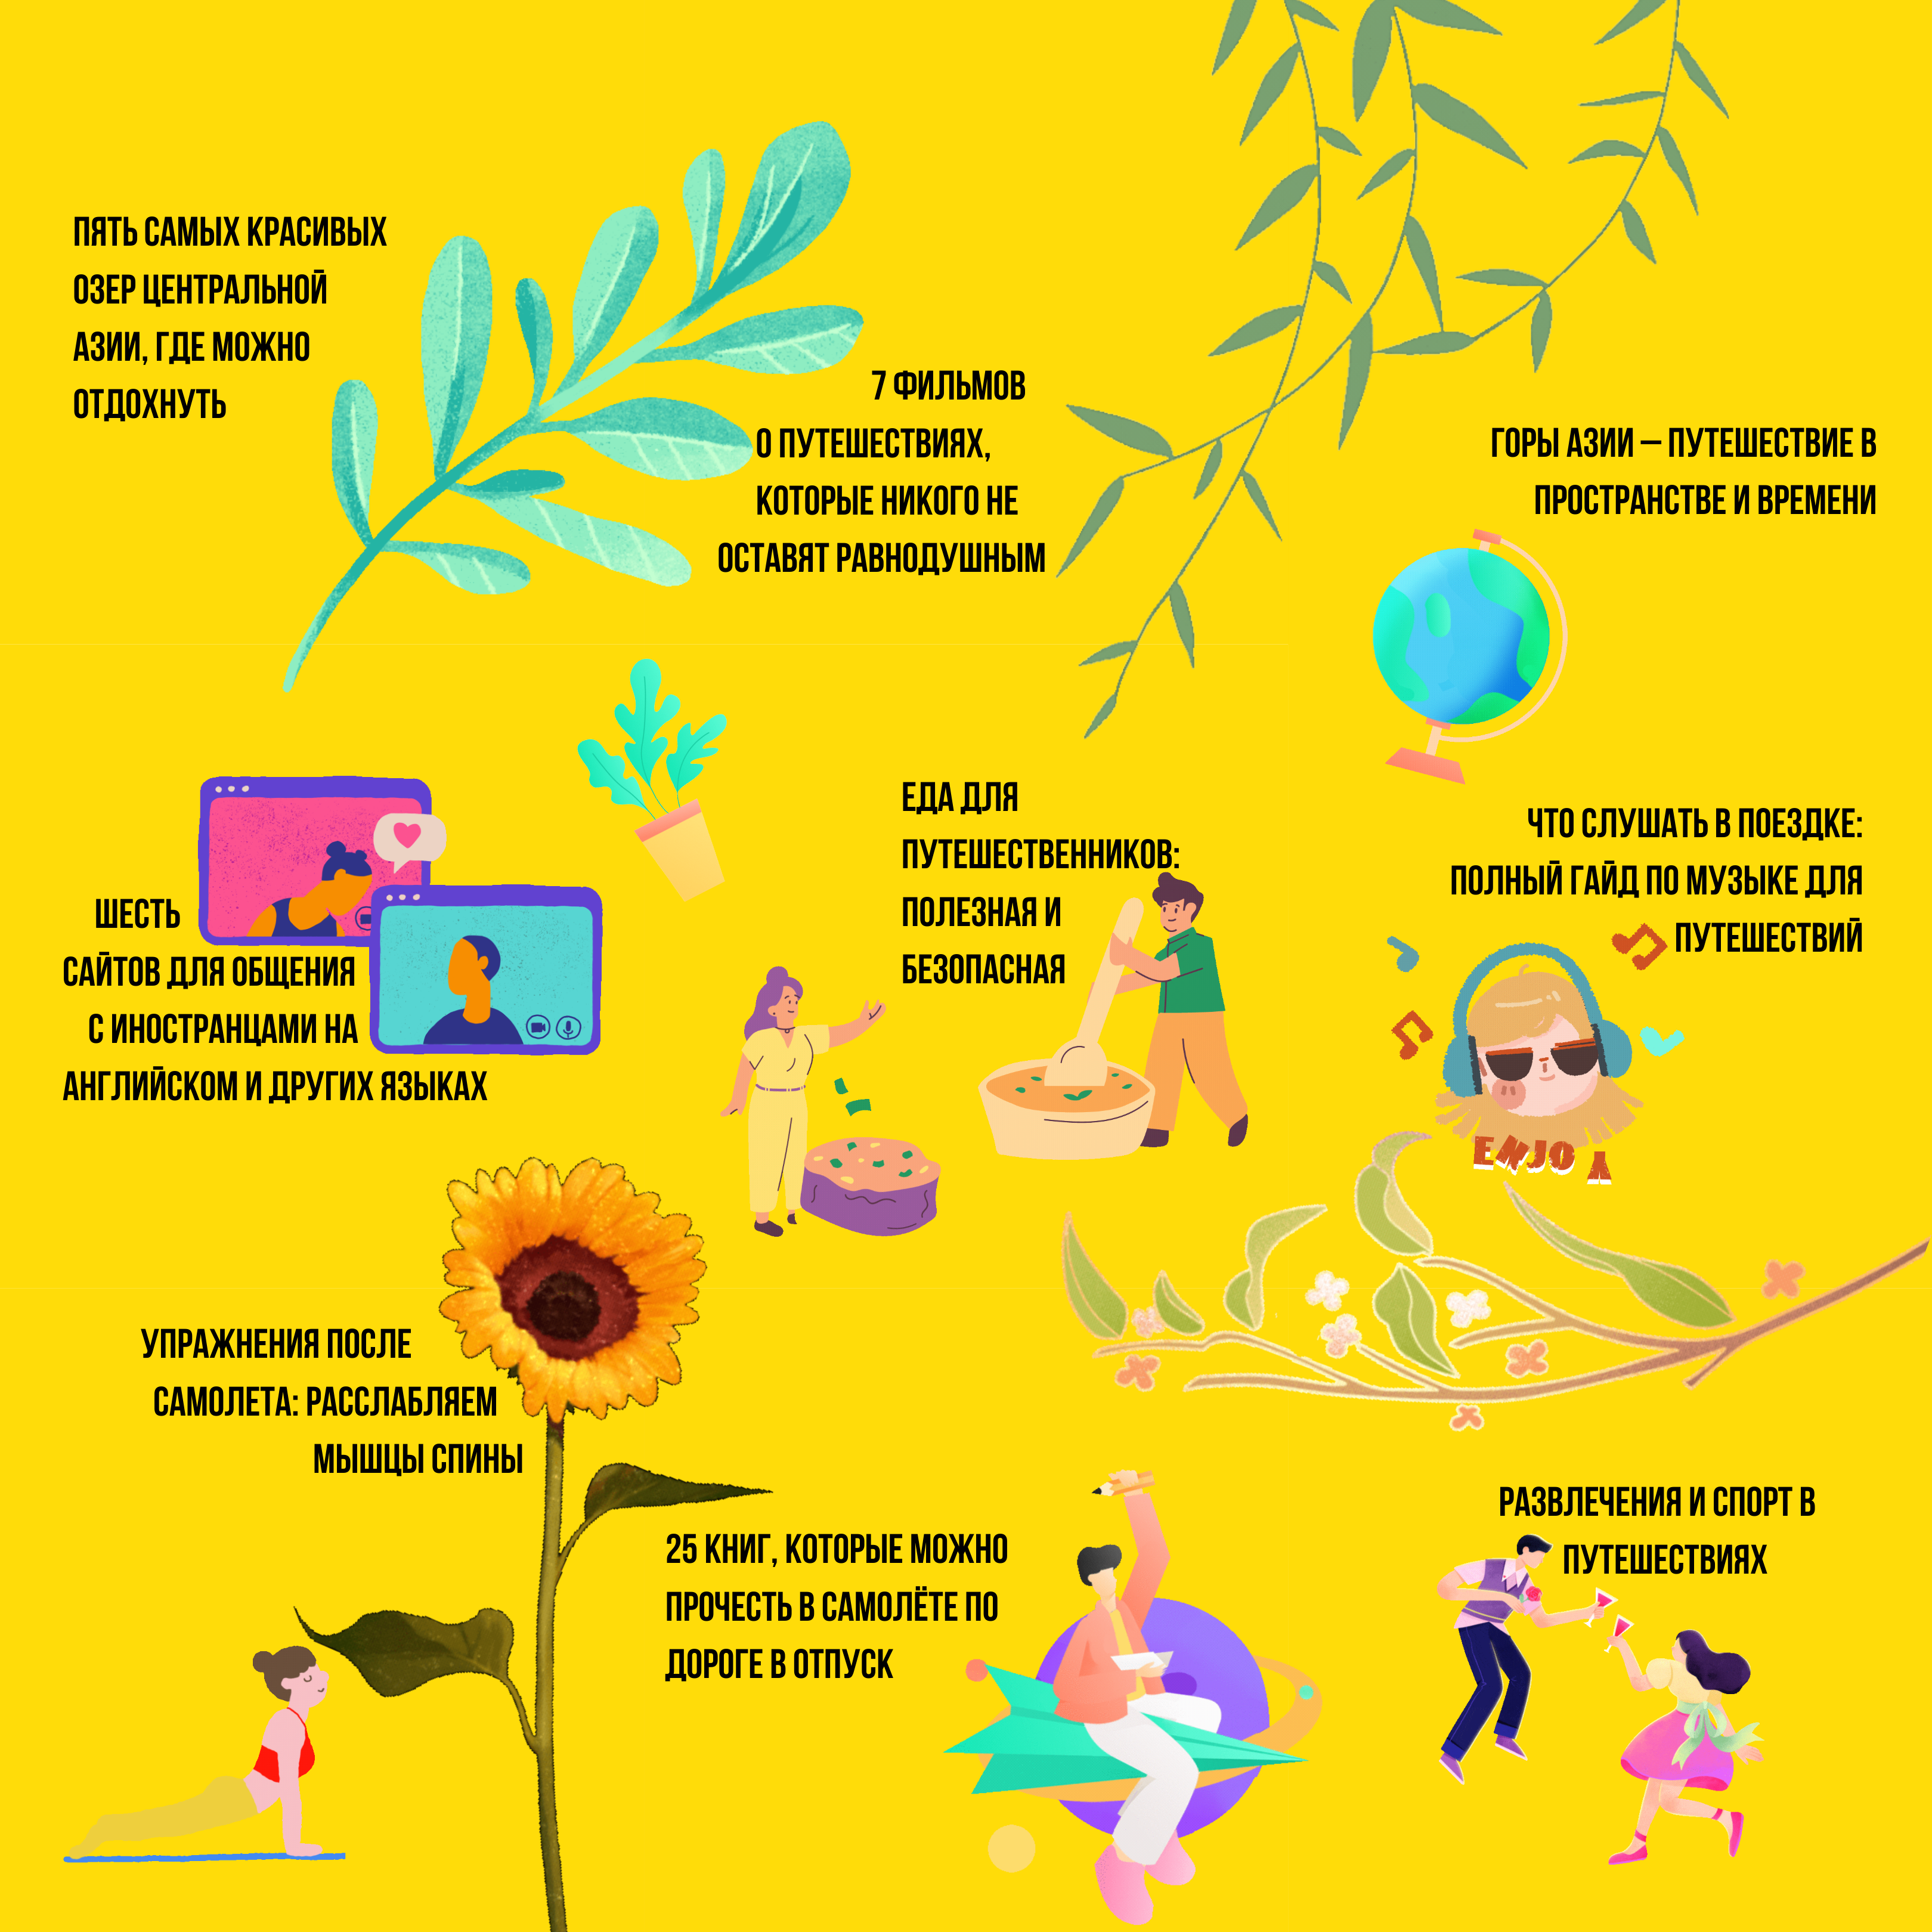 ПЯТЬ САМЫХ КРАСИВЫХ
ОЗЕР ЦЕНТРАЛЬНОЙ
АЗИИ, ГДЕ МОЖНО
ОТДОХНУТЬ
7 ФИЛЬМОВ
О ПУТЕШЕСТВИЯХ,
КОТОРЫЕ НИКОГО НЕ
ОСТАВЯТ РАВНОДУШНЫМ
ГОРЫ АЗИИ – ПУТЕШЕСТВИЕ В
ПРОСТРАНСТВЕ И ВРЕМЕНИ
ШЕСТЬ
САЙТОВ ДЛЯ ОБЩЕНИЯ
С ИНОСТРАНЦАМИ НА
АНГЛИЙСКОМ И ДРУГИХ ЯЗЫКАХ
ЕДА ДЛЯ
ПУТЕШЕСТВЕННИКОВ:
ПОЛЕЗНАЯ И
БЕЗОПАСНАЯ
ЧТО СЛУШАТЬ В ПОЕЗДКЕ:
ПОЛНЫЙ ГАЙД ПО МУЗЫКЕ ДЛЯ
ПУТЕШЕСТВИЙ
ENJOY
УПРАЖНЕНИЯ ПОСЛЕ
САМОЛЕТА: РАССЛАБЛЯЕМ
МЫШЦЫ СПИНЫ
25 КНИГ, КОТОРЫЕ МОЖНО
ПРОЧЕСТЬ В САМОЛЁТЕ ПО
ДОРОГЕ В ОТПУСК
РАЗВЛЕЧЕНИЯ И СПОРТ В
ПУТЕШЕСТВИЯХ